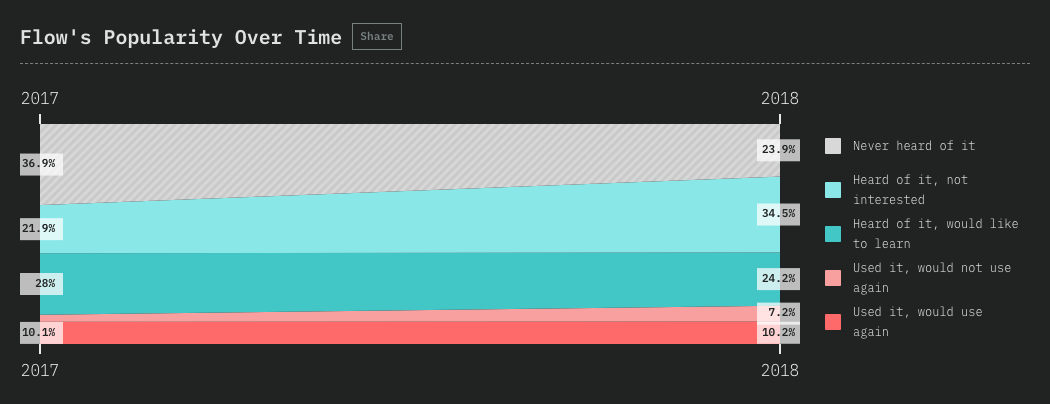 Flow's Popularity Over Time Share
2017 2018
36.9% 23.9%
21.9% 34.5%
28% 24.2%
7.2%
10.1% 10.2%
2017 2018
Never heard of it
Heard of it, not
interested
Heard of it, would like
to learn
Used it, would not use
again
Used it, would use
again